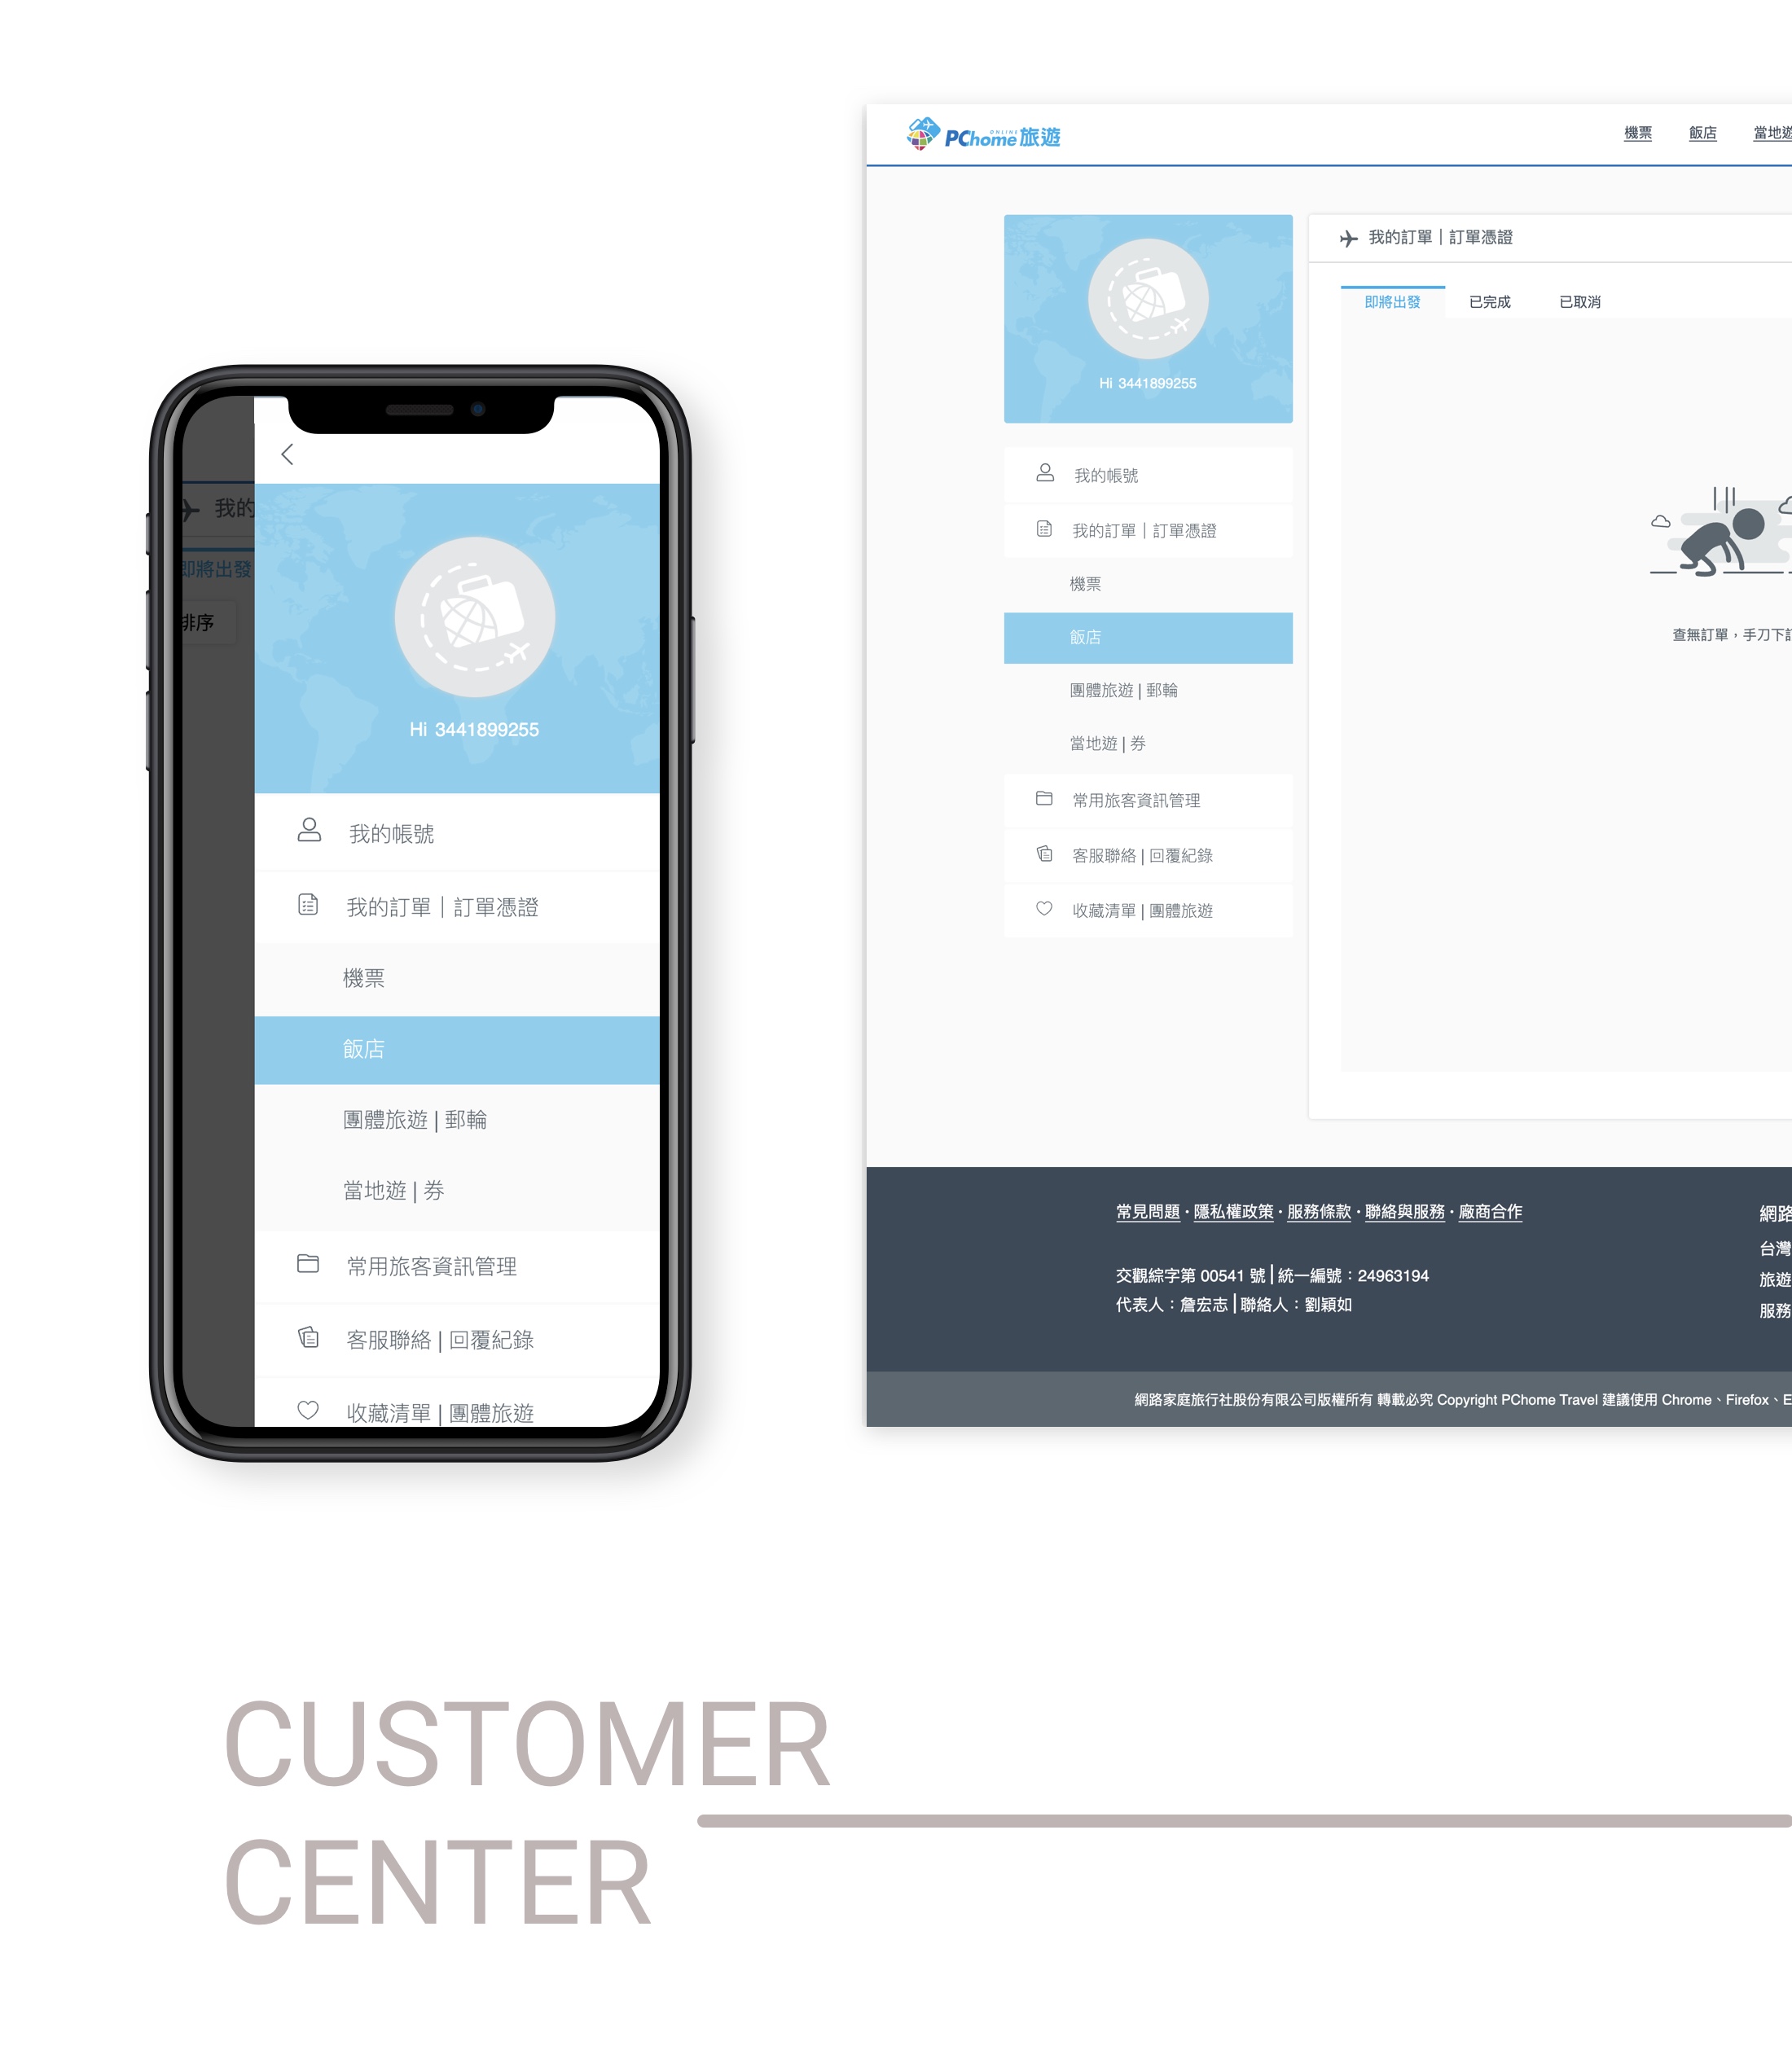 我的
即將出發
排序
Hi 3441899255
我的帳號
我的訂單｜訂單憑證
機票
飯店
團體旅遊 | 郵輪
當地遊 | 券
常用旅客資訊管理
客服聯絡 | 回覆紀錄
收藏清單 | 團體旅遊
PChome ONLINE 旅遊
機票 飯店 當地遊
Hi 3441899255
我的帳號
我的訂單｜訂單憑證
機票
飯店
團體旅遊 | 郵輪
當地遊 | 券
常用旅客資訊管理
客服聯絡 | 回覆紀錄
收藏清單 | 團體旅遊
我的訂單｜訂單憑證
即將出發 已完成 已取消
查無訂單，手刀下訂
常見問題 · 隱私權政策 · 服務條款 · 聯絡與服務 · 廠商合作
交觀綜字第 00541 號 | 統一編號：24963194
代表人：詹宏志 | 聯絡人：劉穎如
網路
台灣
旅遊
服務
網路家庭旅行社股份有限公司版權所有 轉載必究 Copyright PChome Travel 建議使用 Chrome、Firefox、E
CUSTOMER
CENTER